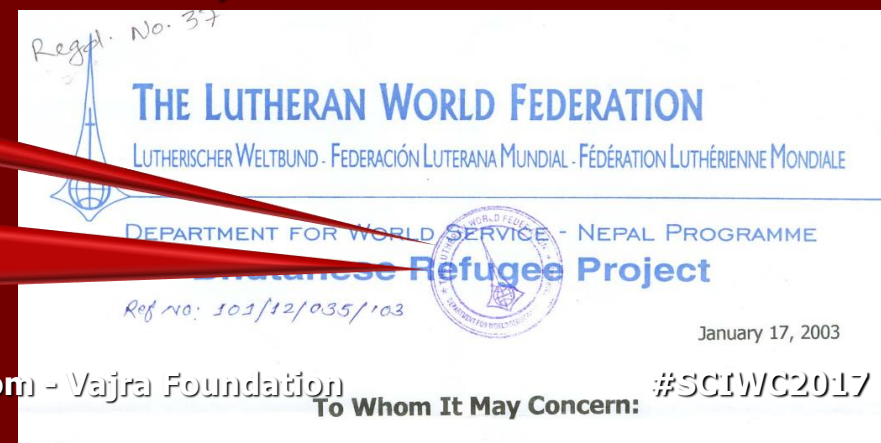 Regd. No. 37
THE LUTHERAN WORLD FEDERATION
LUTHERISCHER WELTBUND - FEDERACIÓN LUTERANA MUNDIAL - FÉDÉRATION LUTHÉRIENNE MONDIALE
DEPARTMENT FOR WORLD SERVICE - NEPAL PROGRAMME
Bhutanese Refugee Project
Ref No: 101/12/035/103
January 17, 2003
om - Vajra Foundation
#SCIWC2017
To Whom It May Concern: